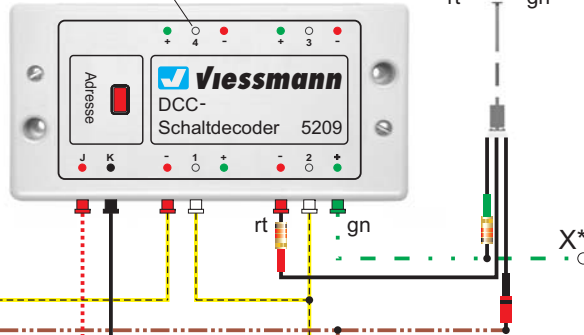 rt gn
+ 4 - + 3 -
Adresse
Viessmann
DCC-
Schaltdecoder 5209
J K - 1 + - 2 +
rt gn
X*